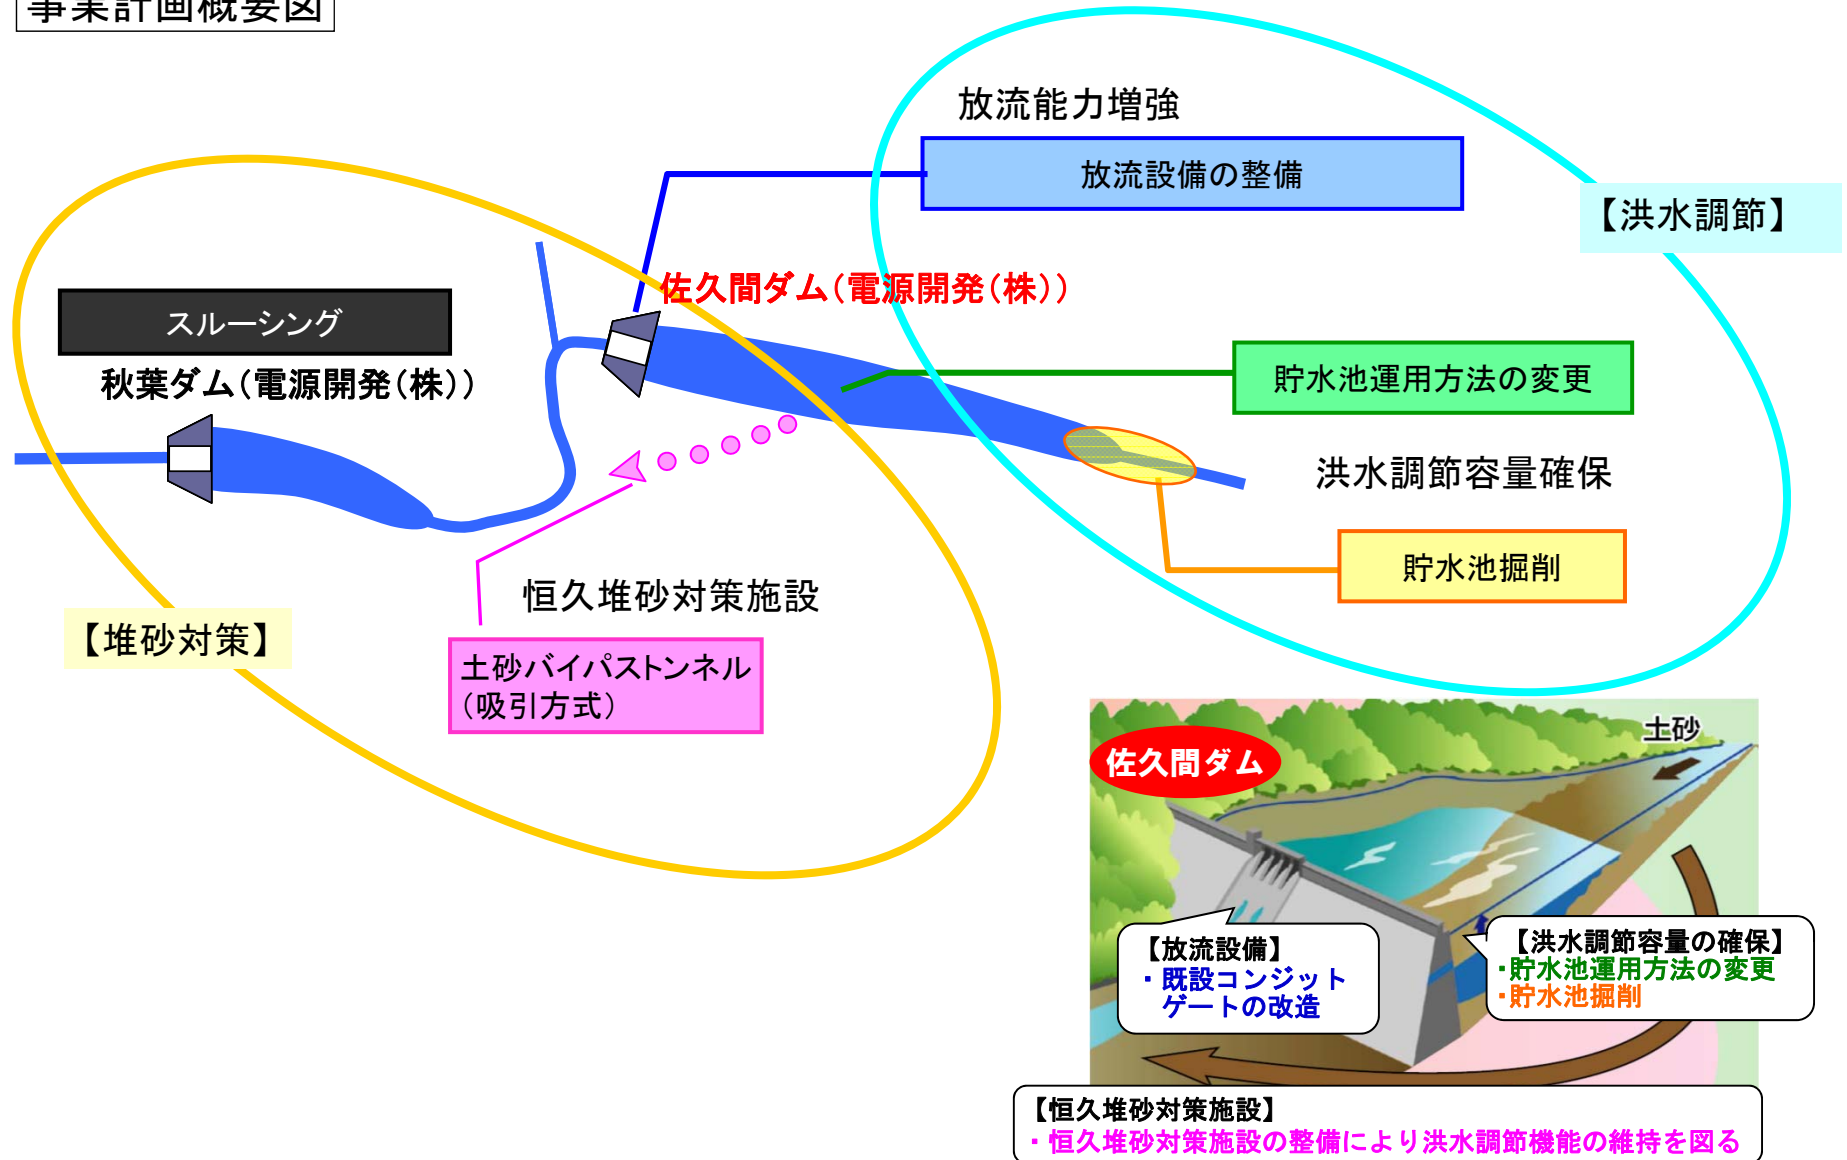 事業計画概要図
放流能力増強
放流設備の整備
【洪水調節】
佐久間ダム(電源開発(株))
スルーシング
秋葉ダム(電源開発(株))
貯水池運用方法の変更
洪水調節容量確保
貯水池掘削
恒久堆砂対策施設
【堆砂対策】
土砂バイパストンネル
(吸引方式)
土砂
佐久間ダム
【放流設備】
・既設コンジット
ゲートの改造
【洪水調節容量の確保】
・貯水池運用方法の変更
・貯水池掘削
【恒久堆砂対策施設】
・恒久堆砂対策施設の整備により洪水調節機能の維持を図る